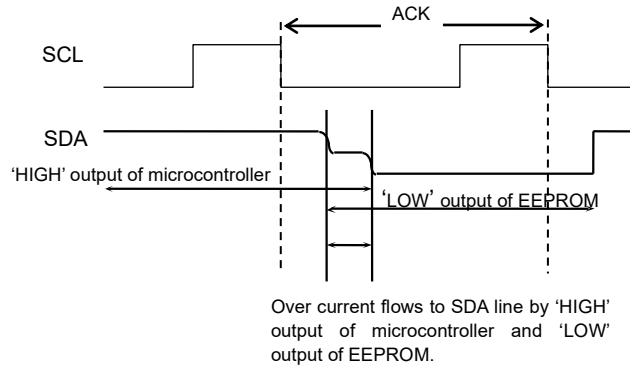 ACK
SCL
SDA
‘HIGH’ output of microcontroller
‘LOW’ output of EEPROM
Over current flows to SDA line by ‘HIGH’
output of microcontroller and ‘LOW’
output of EEPROM.